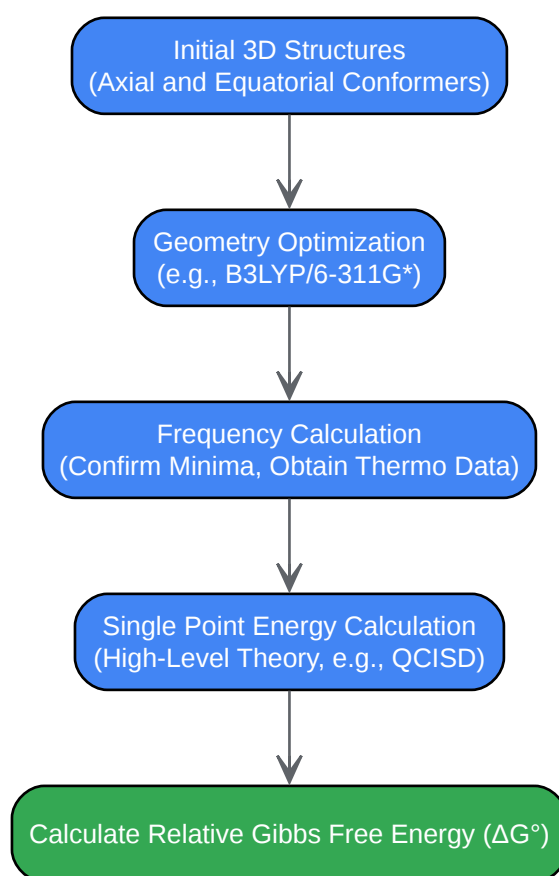 Initial 3D Structures
(Axial and Equatorial Conformers)
Geometry Optimization
(e.g., B3LYP/6-311G*)
Frequency Calculation
(Confirm Minima, Obtain Thermo Data)
Single Point Energy Calculation
(High-Level Theory, e.g., QCISD)
Calculate Relative Gibbs Free Energy (ΔG°)